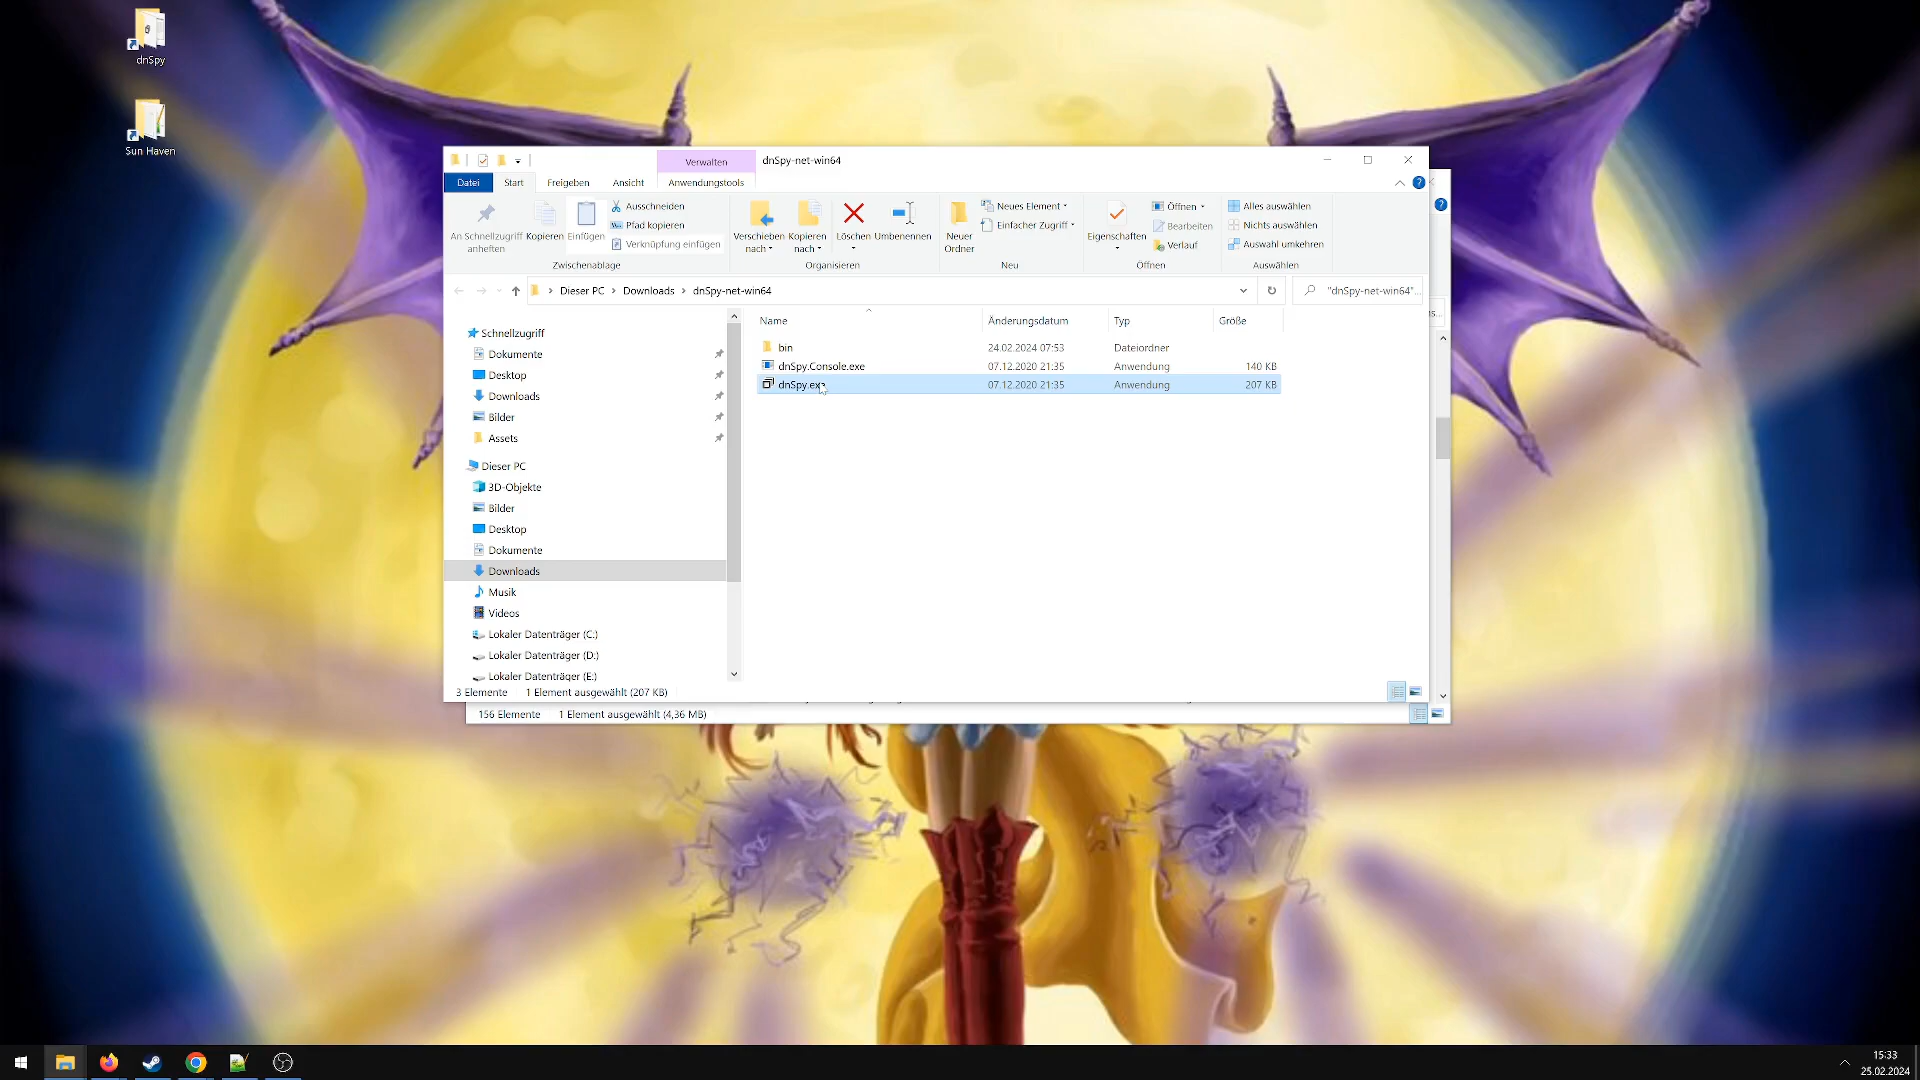 dnSpy
Sun Haven
Verwalten
dnSpy-net-win64
Datei
Start
Freigeben
Ansicht
Anwendungstools
An Schnellzugriff
anheften
Kopieren
Einfügen
Ausschneiden
Pfad kopieren
Verknüpfung einfügen
Zwischenablage
Verschieben
nach
Kopieren
nach
Löschen
Umbenennen
Organisieren
Neuer
Ordner
Neues Element
Einfacher Zugriff
Neu
Eigenschaften
Öffnen
Bearbeiten
Verlauf
Öffnen
Alles auswählen
Nichts auswählen
Auswahl umkehren
Auswählen
Dieser PC > Downloads > dnSpy-net-win64
"dnSpy-net-win64"...
Name Änderungsdatum Typ Größe
bin 24.02.2024 07:53 Dateiordner
dnSpy.Console.exe 07.12.2020 21:35 Anwendung 140 KB
dnSpy.exe 07.12.2020 21:35 Anwendung 207 KB
Schnellzugriff
Dokumente
Desktop
Downloads
Bilder
Assets
Dieser PC
3D-Objekte
Bilder
Desktop
Dokumente
Downloads
Musik
Videos
Lokaler Datenträger (C:)
Lokaler Datenträger (D:)
Lokaler Datenträger (E:)
3 Elemente 1 Element ausgewählt (207 KB)
156 Elemente 1 Element ausgewählt (4,36 MB)
15:33
25.02.2024